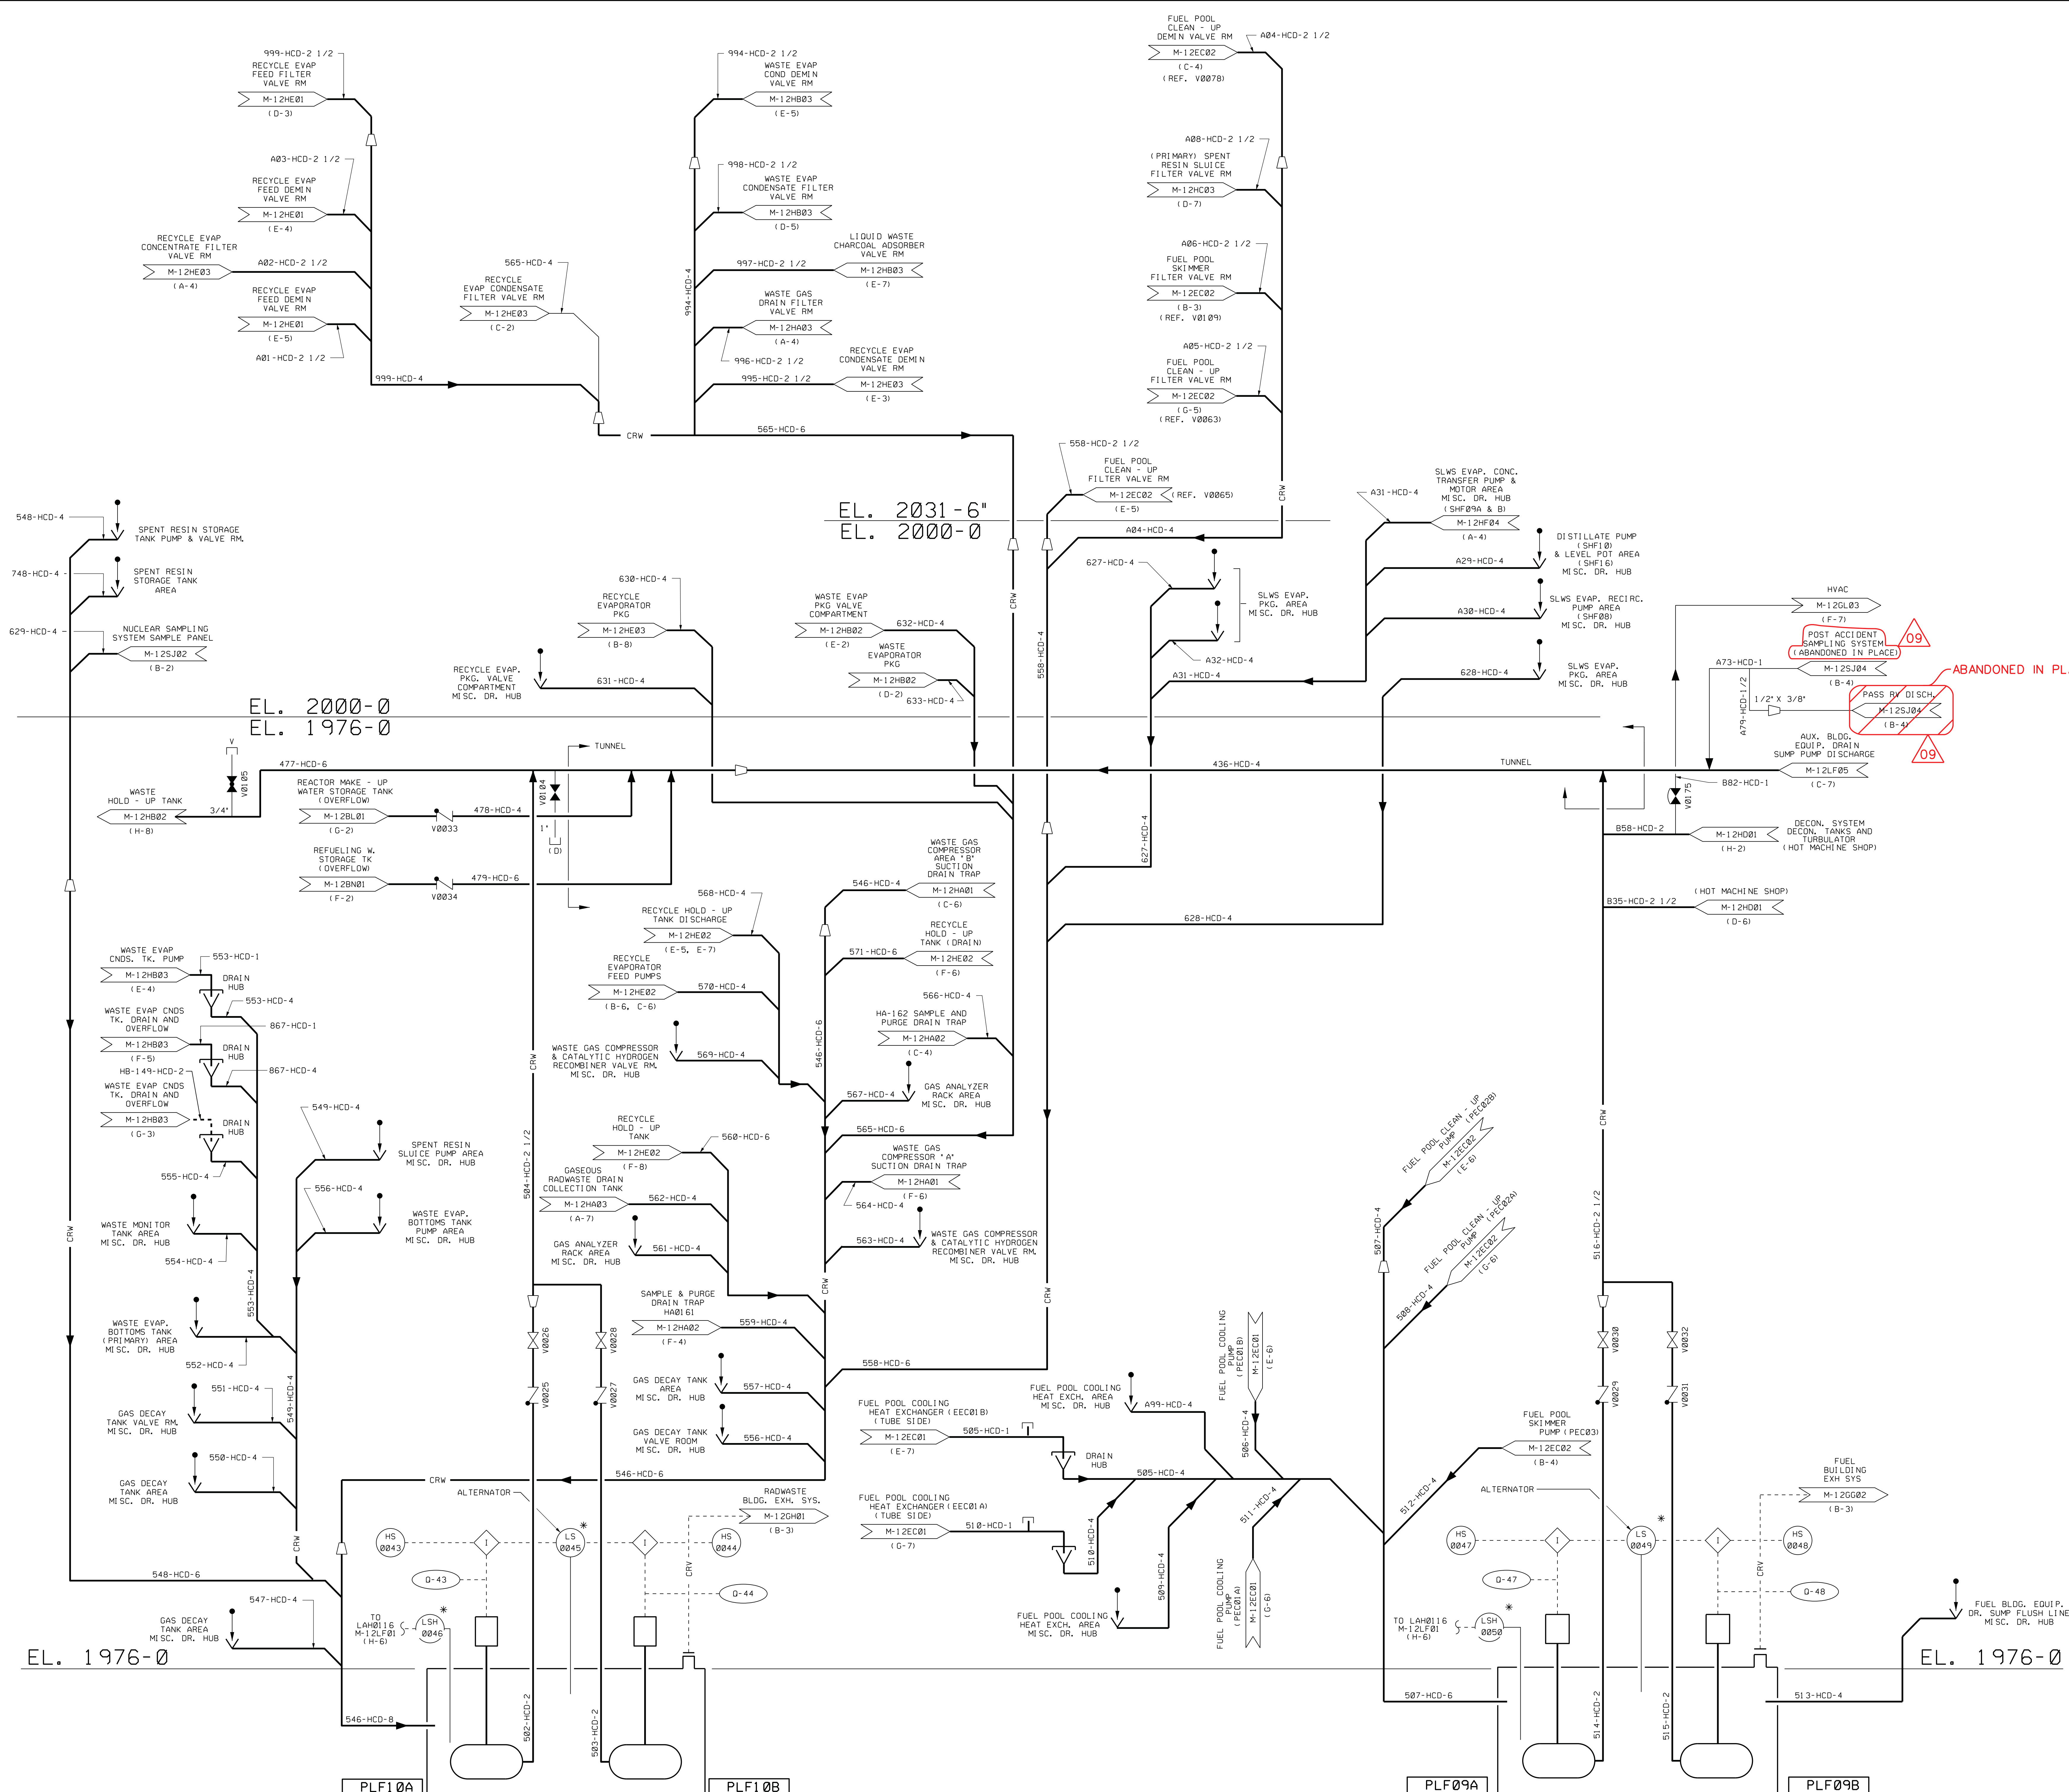 FUEL POOL
CLEAN - UP
DEMIN VALVE RM
A04-HCD-2 1/2
M-12EC02
(C-4)
(REF. V0078)
999-HCD-2 1/2
RECYCLE EVAP
FEED FILTER
VALVE RM
M-12HE01
(D-3)
994-HCD-2 1/2
WASTE EVAP
COND DEMIN
VALVE RM
M-12HB03
(E-5)
A03-HCD-2 1/2
RECYCLE EVAP
FEED DEMIN
VALVE RM
M-12HE01
(E-4)
998-HCD-2 1/2
WASTE EVAP
CONDENSATE FILTER
VALVE RM
M-12HB03
(D-5)
A08-HCD-2 1/2
(PRIMARY) SPENT
RESIN SLUICE
FILTER VALVE RM
M-12HC03
(D-7)
RECYCLE EVAP
CONCENTRATE FILTER
VALVE RM
M-12HE03
(A-4)
A02-HCD-2 1/2
LIQUID WASTE
CHARCOAL ADSORBER
VALVE RM
997-HCD-2 1/2
M-12HB03
(E-7)
A06-HCD-2 1/2
FUEL POOL
SKIMMER
FILTER VALVE RM
M-12EC02
(B-3)
(REF. V0109)
RECYCLE EVAP
FEED DEMIN
VALVE RM
M-12HE01
(E-5)
A01-HCD-2 1/2
565-HCD-4
RECYCLE
EVAP CONDENSATE
FILTER VALVE RM
M-12HE03
(C-2)
994-HCD-4
WASTE GAS
DRAIN FILTER
VALVE RM
M-12HA03
(A-4)
996-HCD-2 1/2
RECYCLE EVAP
CONDENSATE DEMIN
VALVE RM
995-HCD-2 1/2
M-12HE03
(E-3)
A05-HCD-2 1/2
FUEL POOL
CLEAN - UP
FILTER VALVE RM
M-12EC02
(G-5)
(REF. V0063)
999-HCD-4
CRW
565-HCD-6
558-HCD-2 1/2
FUEL POOL
CLEAN - UP
FILTER VALVE RM
M-12EC02
(REF. V0065)
(E-5)
CRW
EL. 2031-6"
EL. 2000-0
A04-HCD-4
A31-HCD-4
SLWS EVAP. CONC.
TRANSFER PUMP &
MOTOR AREA
MISC. DR. HUB
(SHF09A & B)
M-12HF04
(A-4)
A29-HCD-4
DISTILLATE PUMP
(SHF10)
& LEVEL POT AREA
(SHF16)
MISC. DR. HUB
548-HCD-4
SPENT RESIN STORAGE
TANK PUMP & VALVE RM.
748-HCD-4
SPENT RESIN
STORAGE TANK
AREA
629-HCD-4
NUCLEAR SAMPLING
SYSTEM SAMPLE PANEL
M-12SJ02
(B-2)
630-HCD-4
RECYCLE
EVAPORATOR
PKG
M-12HE03
(B-8)
WASTE EVAP
PKG VALVE
COMPARTMENT
M-12HB02
(E-2)
632-HCD-4
WASTE
EVAPORATOR
PKG
M-12HB02
(D-2)
633-HCD-4
RECYCLE EVAP.
PKG. VALVE
COMPARTMENT
MISC. DR. HUB
631-HCD-4
CRW
558-HCD-4
627-HCD-4
SLWS EVAP.
PKG. AREA
MISC. DR. HUB
A32-HCD-4
A31-HCD-4
A30-HCD-4
SLWS EVAP. RECIRC.
PUMP AREA
(SHF08)
MISC. DR. HUB
628-HCD-4
SLWS EVAP.
PKG. AREA
MISC. DR. HUB
HVAC
M-12GL03
(F-7)
POST ACCIDENT
SAMPLING SYSTEM
(ABANDONED IN PLACE)
09
A73-HCD-1
M-12SJ04
(B-4)
ABANDONED IN PL
PASS RV DISCH.
A79-HCD-1/2
1/2" X 3/8"
M-12SJ04
(B-4)
09
EL. 2000-0
EL. 1976-0
V
V0105
TUNNEL
477-HCD-6
WASTE
HOLD - UP TANK
M-12HB02
(H-8)
3/4"
REACTOR MAKE - UP
WATER STORAGE TANK
(OVERFLOW)
M-12BL01
(G-2)
V0033
478-HCD-4
V0104
1"
(D)
REFUELING W.
STORAGE TK
(OVERFLOW)
M-12BN01
(F-2)
V0034
479-HCD-6
436-HCD-4
TUNNEL
AUX. BLDG.
EQUIP. DRAIN
SUMP PUMP DISCHARGE
M-12LF05
(C-7)
B82-HCD-1
V0175
B58-HCD-2
M-12HD01
(H-2)
DECON. SYSTEM
DECON. TANKS AND
TURBULATOR
(HOT MACHINE SHOP)
(HOT MACHINE SHOP)
B35-HCD-2 1/2
M-12HD01
(D-6)
627-HCD-4
628-HCD-4
WASTE GAS
COMPRESSOR
AREA 'B'
SUCTION
DRAIN TRAP
546-HCD-4
M-12HA01
(C-6)
568-HCD-4
RECYCLE HOLD - UP
TANK DISCHARGE
M-12HE02
(E-5, E-7)
RECYCLE
HOLD - UP
TANK (DRAIN)
571-HCD-6
M-12HE02
(F-6)
RECYCLE
EVAPORATOR
FEED PUMPS
M-12HE02
(B-6, C-6)
570-HCD-4
566-HCD-4
HA-162 SAMPLE AND
PURGE DRAIN TRAP
M-12HA02
(C-4)
WASTE GAS COMPRESSOR
& CATALYTIC HYDROGEN
RECOMBINER VALVE RM.
MISC. DR. HUB
569-HCD-4
546-HCD-6
567-HCD-4
GAS ANALYZER
RACK AREA
MISC. DR. HUB
565-HCD-6
WASTE EVAP
CNDS. TK. PUMP
553-HCD-1
M-12HB03
(E-4)
DRAIN
HUB
553-HCD-4
WASTE EVAP CNDS
TK. DRAIN AND
OVERFLOW
867-HCD-1
M-12HB03
(F-5)
DRAIN
HUB
HB-149-HCD-2
867-HCD-4
WASTE EVAP CNDS
TK. DRAIN AND
OVERFLOW
M-12HB03
(G-3)
DRAIN
HUB
555-HCD-4
549-HCD-4
SPENT RESIN
SLUICE PUMP AREA
MISC. DR. HUB
556-HCD-4
WASTE EVAP.
BOTTOMS TANK
PUMP AREA
MISC. DR. HUB
CRW
WASTE MONITOR
TANK AREA
MISC. DR. HUB
554-HCD-4
553-HCD-4
WASTE EVAP.
BOTTOMS TANK
(PRIMARY) AREA
MISC. DR. HUB
552-HCD-4
551-HCD-4
GAS DECAY
TANK VALVE RM.
MISC. DR. HUB
549-HCD-4
550-HCD-4
GAS DECAY
TANK AREA
MISC. DR. HUB
CRW
504-HCD-2 1/2
CRW
RECYCLE
HOLD - UP
TANK
560-HCD-6
M-12HE02
(F-8)
GASEOUS
RADWASTE DRAIN
COLLECTION TANK
M-12HA03
(A-7)
562-HCD-4
GAS ANALYZER
RACK AREA
MISC. DR. HUB
561-HCD-4
WASTE GAS
COMPRESSOR 'A'
SUCTION DRAIN TRAP
M-12HA01
(F-6)
564-HCD-4
563-HCD-4
WASTE GAS COMPRESSOR
& CATALYTIC HYDROGEN
RECOMBINER VALVE RM.
MISC. DR. HUB
CRW
CRW
SAMPLE & PURGE
DRAIN TRAP
HA0161
M-12HA02
(F-4)
559-HCD-4
558-HCD-6
V0026
V0028
V0025
V0027
GAS DECAY TANK
AREA
MISC. DR. HUB
557-HCD-4
GAS DECAY TANK
VALVE ROOM
MISC. DR. HUB
556-HCD-4
CRW
546-HCD-6
FUEL POOL CLEAN - UP
PUMP (PEC02B)
M-12EC02
(E-6)
507-HCD-4
FUEL POOL CLEAN - UP
PUMP (PEC02A)
M-12EC02
(G-6)
508-HCD-4
CRW
516-HCD-2 1/2
V0030
V0032
V0029
V0031
FUEL POOL COOLING
PUMP
(PEC01B)
M-12EC01
(E-6)
506-HCD-4
FUEL POOL COOLING
HEAT EXCH. AREA
MISC. DR. HUB
A99-HCD-4
FUEL POOL COOLING
HEAT EXCHANGER (EEC01B)
(TUBE SIDE)
M-12EC01
(E-7)
505-HCD-1
DRAIN
HUB
505-HCD-4
FUEL POOL COOLING
HEAT EXCHANGER (EEC01A)
(TUBE SIDE)
M-12EC01
(G-7)
510-HCD-1
510-HCD-4
509-HCD-4
511-HCD-4
FUEL POOL COOLING
PUMP
(PEC01A)
M-12EC01
(G-6)
FUEL POOL COOLING
HEAT EXCH. AREA
MISC. DR. HUB
FUEL POOL
SKIMMER
PUMP (PEC03)
M-12EC02
(B-4)
512-HCD-4
FUEL
BUILDING
EXH SYS
M-12GG02
(B-3)
ALTERNATOR
RADWASTE
BLDG. EXH. SYS.
M-12GH01
(B-3)
HS
0043
I
LS
0045
*
I
HS
0044
CRV
Q-43
Q-44
TO
LAH0116
M-12LF01
(H-6)
LSH
0046
*
ALTERNATOR
HS
0047
I
LS
0049
*
I
HS
0048
CRV
Q-47
Q-48
TO LAH0116
M-12LF01
(H-6)
LSH
0050
*
548-HCD-6
547-HCD-4
GAS DECAY
TANK AREA
MISC. DR. HUB
FUEL BLDG. EQUIP.
DR. SUMP FLUSH LINE
MISC. DR. HUB
EL. 1976-0
EL. 1976-0
546-HCD-8
502-HCD-2
503-HCD-2
507-HCD-6
514-HCD-2
515-HCD-2
513-HCD-4
PLF10A
PLF10B
PLF09A
PLF09B